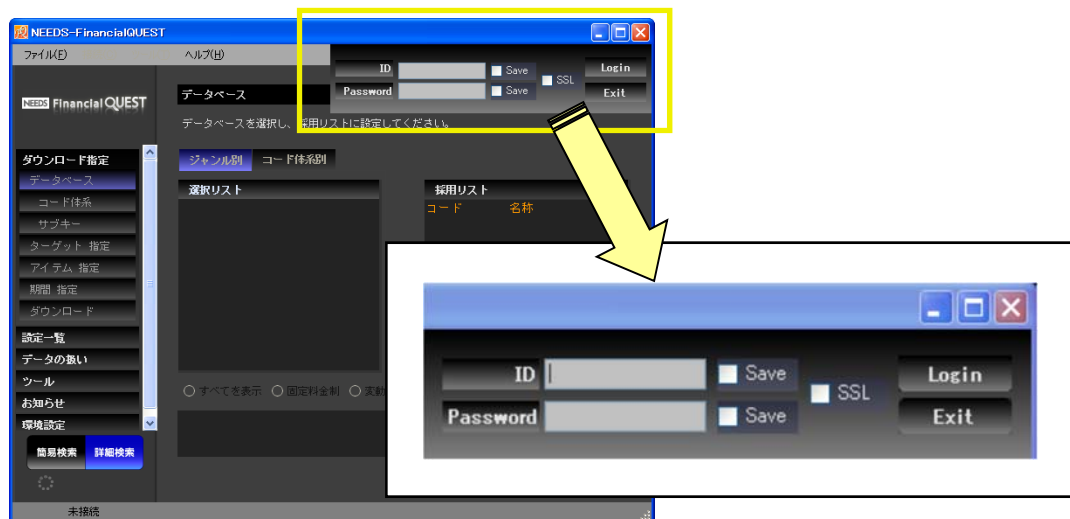 NEEDS-FinancialQUEST
ファイル(F)
ヘルプ(H)
ID
Save
SSL
Login
Password
Save
Exit
NEEDS Financial QUEST
データベース
データベースを選択し、採用リストに設定してください。
ダウンロード指定
データベース
コード体系
サブキー
ターゲット 指定
アイテム 指定
期間 指定
ダウンロード
設定一覧
データの扱い
ツール
お知らせ
環境設定
簡易検索
詳細検索
未接続
ジャンル別
コード体系別
選択リスト
採用リスト
コード
名称
すべてを表示
固定料金制
ID
Save
SSL
Login
Password
Save
Exit